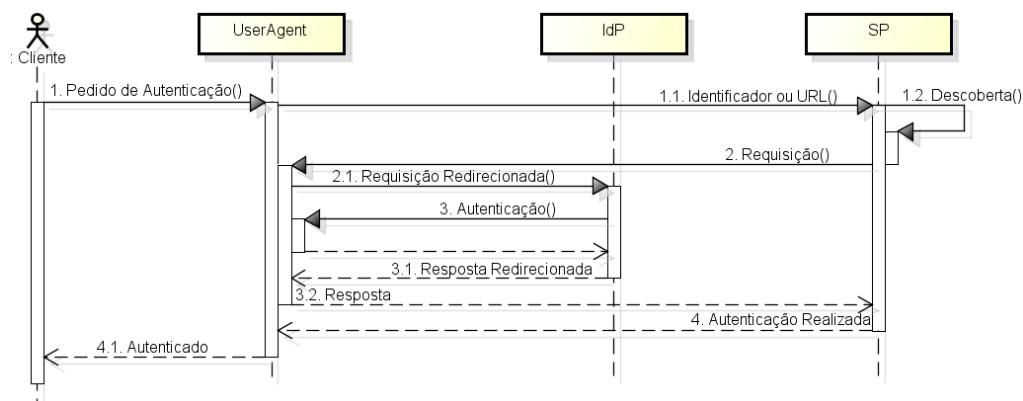 UserAgent
IdP
SP
: Cliente
1. Pedido de Autenticação()
1.1. Identificador ou URL()
1.2. Descoberta()
2. Requisição()
2.1. Requisição Redirecionada()
3. Autenticação()
3.1. Resposta Redirecionada
3.2. Resposta
4. Autenticação Realizada
4.1. Autenticado